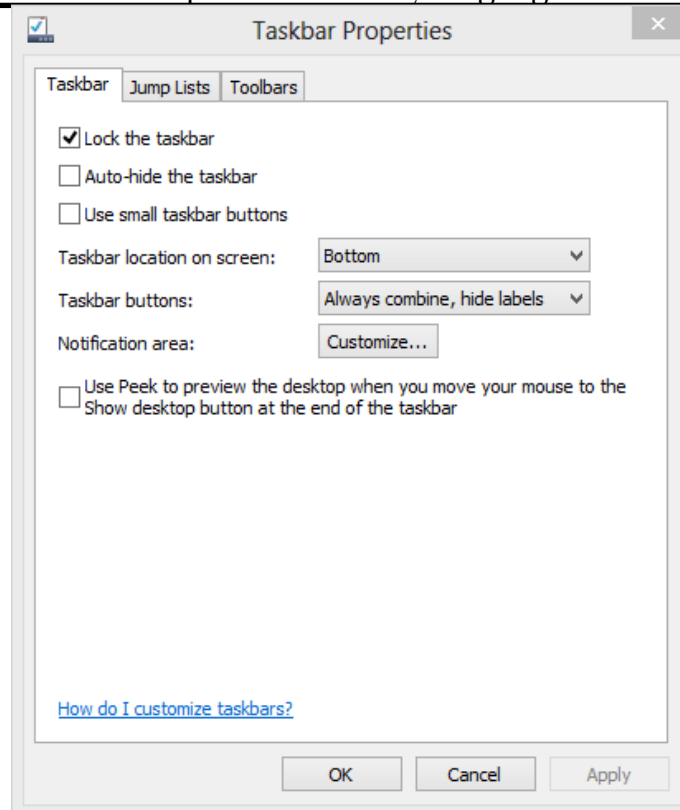 Taskbar Properties
Taskbar Jump Lists Toolbars
Lock the taskbar
Auto-hide the taskbar
Use small taskbar buttons
Taskbar location on screen: Bottom
Taskbar buttons: Always combine, hide labels
Notification area: Customize...
Use Peek to preview the desktop when you move your mouse to the
Show desktop button at the end of the taskbar
How do I customize taskbars?
OK Cancel Apply